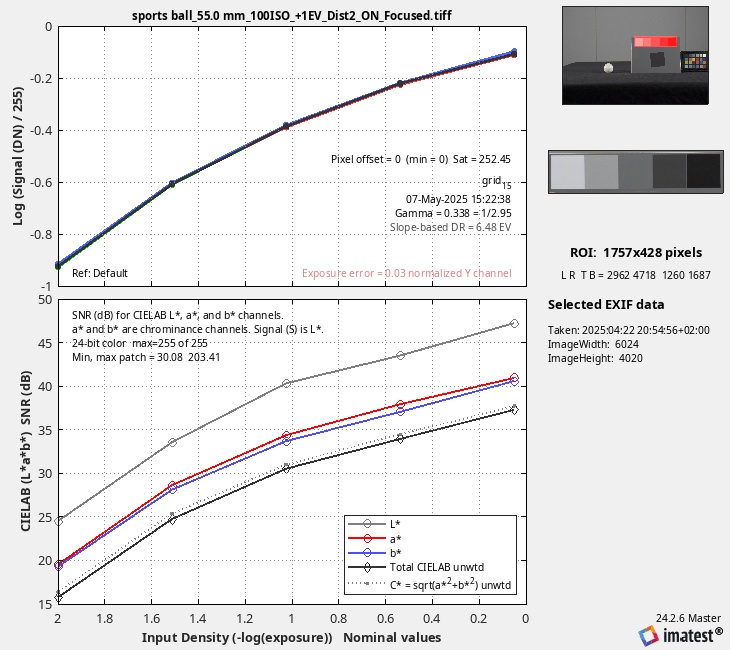 sports ball_55.0 mm_100ISO_+1EV_Dist2_ON_Focused.tiff
0
-0.2
-0.4
-0.6
-0.8
-1
Log (Signal (DN) / 255)
Pixel offset = 0 (min = 0) Sat = 252.45
grid_15
07-May-2025 15:22:38
Gamma = 0.338 = 1/2.95
Slope-based DR = 6.48 EV
Ref: Default
Exposure error = 0.03 normalized Y channel
50
45
40
35
30
25
20
15
CIELAB (L*a*b*) SNR (dB)
SNR (dB) for CIELAB L*, a*, and b* channels.
a* and b* are chrominance channels. Signal (S) is L*.
24-bit color max=255 of 255
Min, max patch = 30.08 203.41
L*
a*
b*
Total CIELAB unwtd
C* = sqrt(a*²+b*²) unwtd
2 1.8 1.6 1.4 1.2 1 0.8 0.6 0.4 0.2 0
Input Density (-log(exposure)) Nominal values
ROI: 1757x428 pixels
L R T B = 2962 4718 1260 1687
Selected EXIF data
Taken: 2025:04:22 20:54:56+02:00
ImageWidth: 6024
ImageHeight: 4020
24.2.6 Master
imatest®